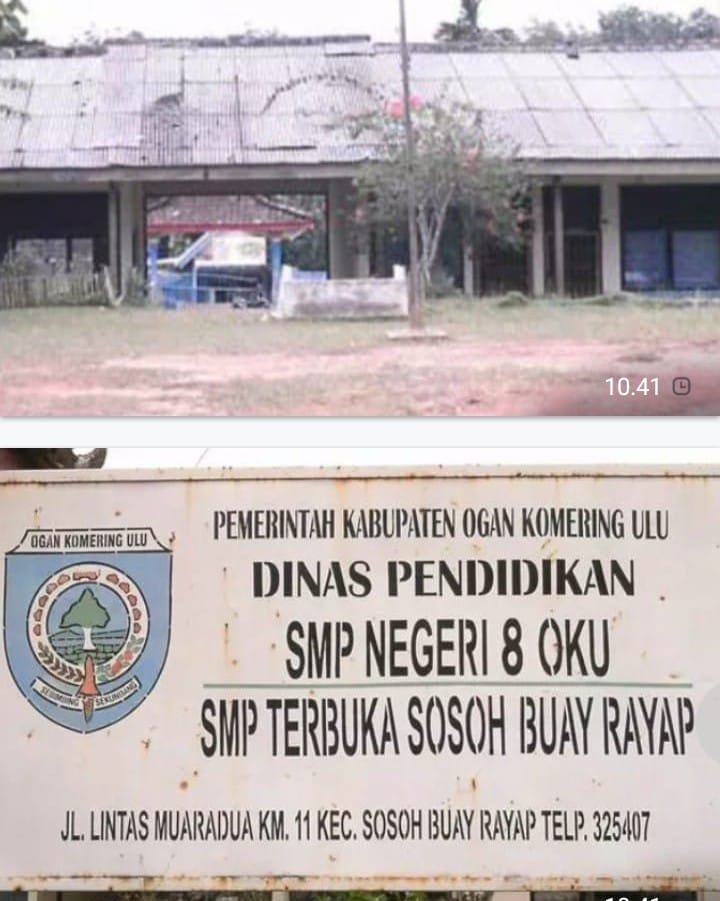 10.41
OGAN KOMERING ULU
PEMERINTAH KABUPATEN OGAN KOMERING ULU
DINAS PENDIDIKAN
SMP NEGERI 8 OKU
SMP TERBUKA SOSOH BUAY RAYAP
SEBIMBING SEKUNDANG
JL. LINTAS MUARADUA KM. 11 KEC. SOSOH BUAY RAYAP TELP. 325407